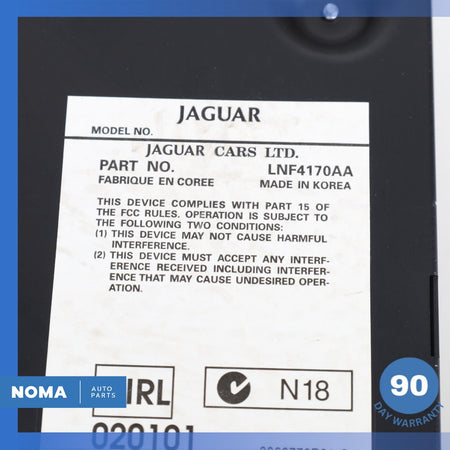 JAGUAR
MODEL NO.
JAGUAR CARS LTD.
PART NO. LNF4170AA
FABRIQUE EN COREE MADE IN KOREA
THIS DEVICE COMPLIES WITH PART 15 OF
THE FCC RULES. OPERATION IS SUBJECT TO
THE FOLLOWING TWO CONDITIONS:
(1) THIS DEVICE MAY NOT CAUSE HARMFUL
INTERFERENCE.
(2) THIS DEVICE MUST ACCEPT ANY INTERF-
ERENCE RECEIVED INCLUDING INTERFER-
ENCE THAT MAY CAUSE UNDESIRED OPER-
ATION.
N18
020101
NOMA AUTO PARTS
90
DAY WARRANTY